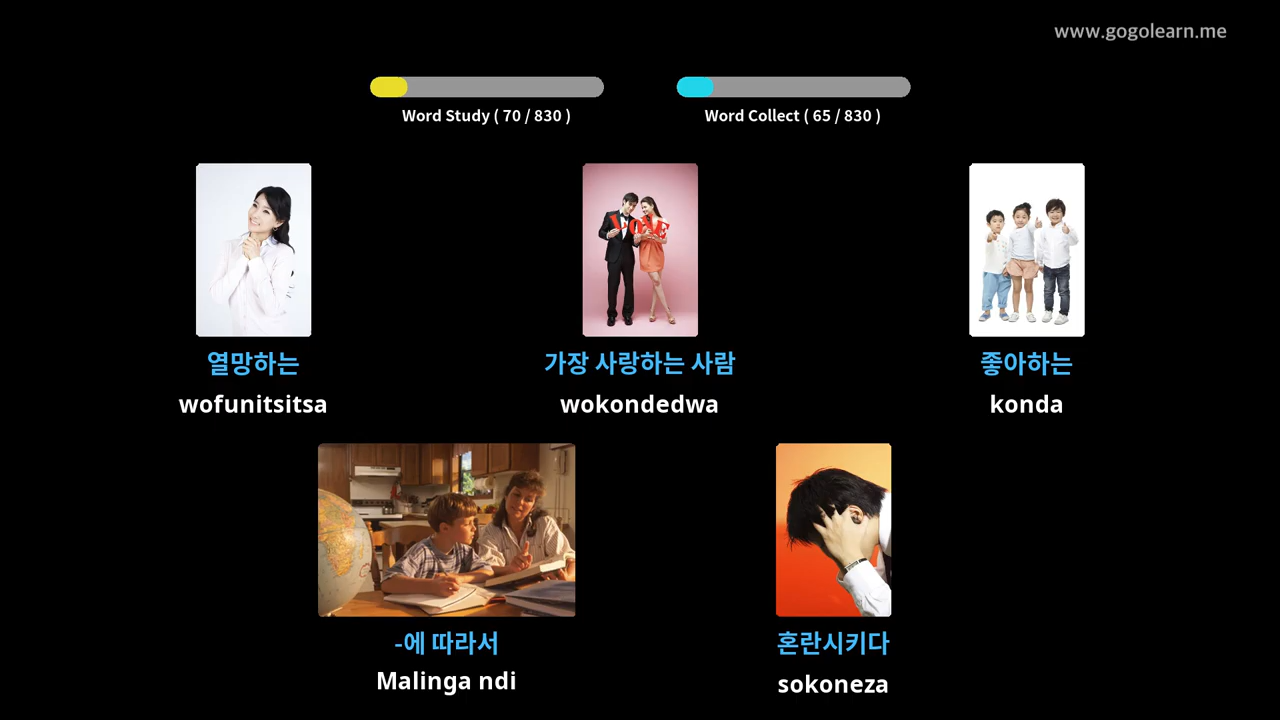 www.gogolearn.me
Word Study ( 70 / 830 )
Word Collect ( 65 / 830 )
LOVE
열망하는
가장 사랑하는 사람
좋아하는
wofunitsitsa
wokondedwa
konda
-에 따라서
혼란시키다
Malinga ndi
sokoneza